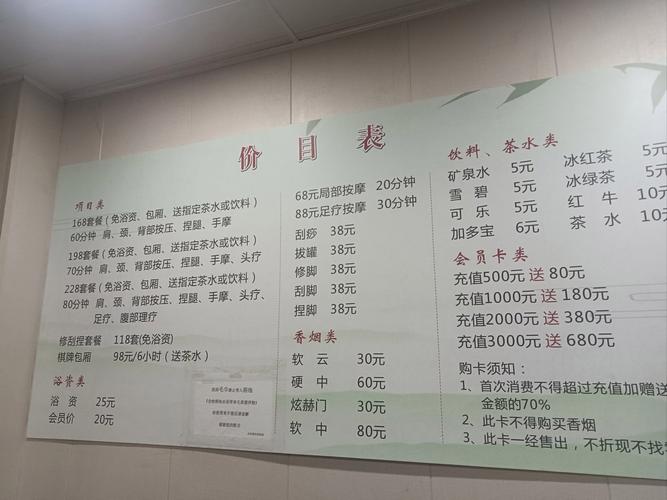 价目表
项目类
168套餐（免浴资、包厢、送指定茶水或饮料）
60分钟 肩、颈、背部按压、捏腿、手摩
198套餐（免浴资、包厢、送指定茶水或饮料）
70分钟 肩、颈、背部按压、捏腿、手摩、头疗
228套餐（免浴资、包厢、送指定茶水或饮料）
80分钟 肩、颈、背部按压、捏腿、手摩、头疗、
足疗、腹部理疗
修刮捏套餐 118套(免浴资)
棋牌包厢 98元/6小时（送茶水）
浴资类
浴资 25元
会员价 20元
68元局部按摩 20分钟
88元足疗按摩 30分钟
刮痧 38元
拔罐 38元
修脚 38元
刮脚 38元
捏脚 38元
香烟类
软云 30元
硬中 60元
炫赫门 30元
软中 80元
饮料、茶水类
矿泉水 5元 冰红茶 5元
雪碧 5元 冰绿茶 5元
可乐 5元 红牛 10元
加多宝 6元 茶水 10元
会员卡类
充值500元 送 80元
充值1000元 送 180元
充值2000元 送 380元
充值3000元 送 680元
购卡须知：
1、首次消费不得超过充值加赠送
金额的70%
2、此卡不得购买香烟
3、此卡一经售出，不折现不找